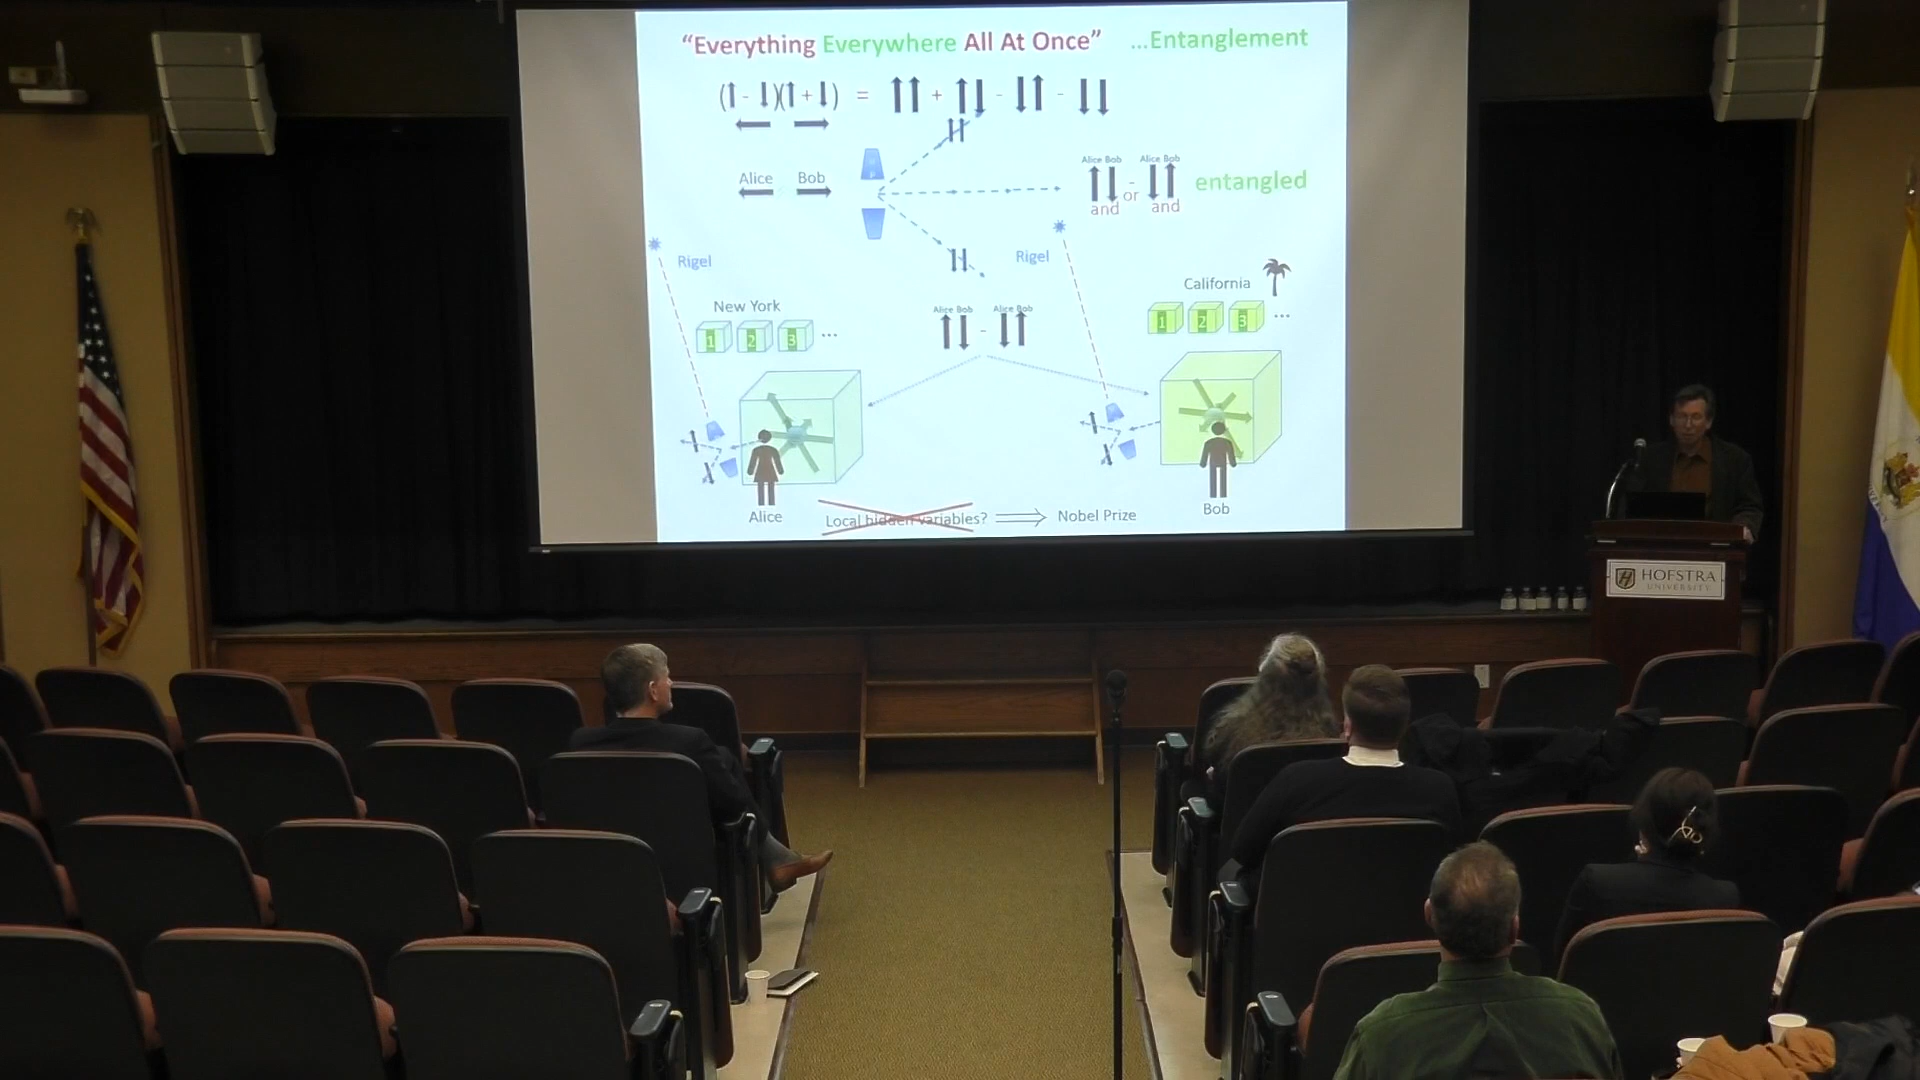 “Everything Everywhere All At Once” ...Entanglement
( - )( + ) = + - -
Alice Bob
Alice Bob Alice Bob
- or
and and
entangled
Rigel
Rigel
New York
1 2 3 ...
California
1 2 3 ...
Alice Bob Alice Bob
-
Alice
Local hidden variables?
Nobel Prize
Bob
HOFSTRA
UNIVERSITY